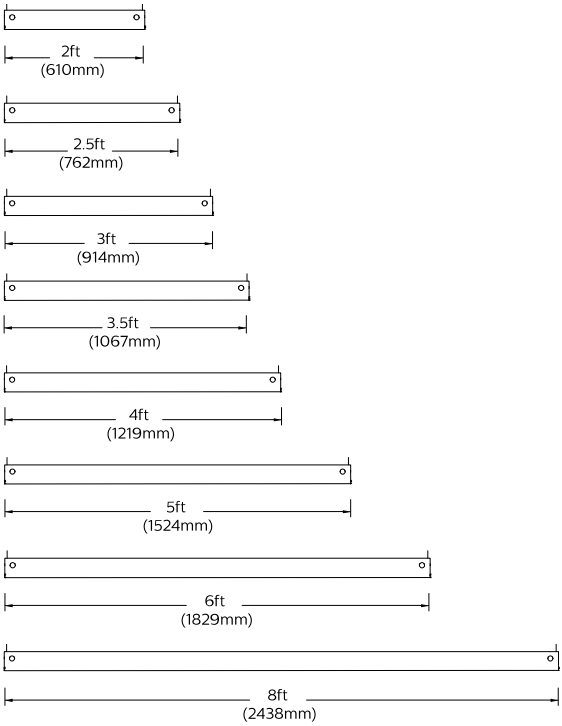 2ft
(610mm)
2.5ft
(762mm)
3ft
(914mm)
3.5ft
(1067mm)
4ft
(1219mm)
5ft
(1524mm)
6ft
(1829mm)
8ft
(2438mm)